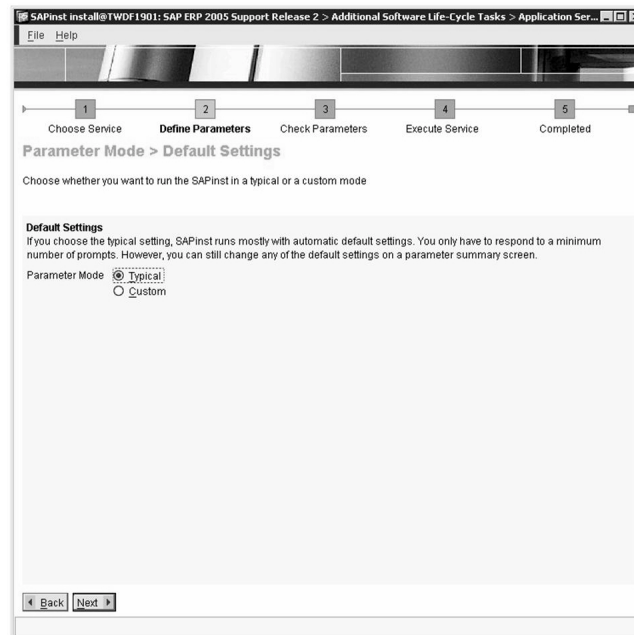 SAPinst install@TWDF1901: SAP ERP 2005 Support Release 2 > Additional Software Life-Cycle Tasks > Application Ser...
File Help
1 2 3 4 5
Choose Service Define Parameters Check Parameters Execute Service Completed
Parameter Mode > Default Settings
Choose whether you want to run the SAPinst in a typical or a custom mode
Default Settings
If you choose the typical setting, SAPinst runs mostly with automatic default settings. You only have to respond to a minimum
number of prompts. However, you can still change any of the default settings on a parameter summary screen.
Parameter Mode Typical
Custom
Back Next